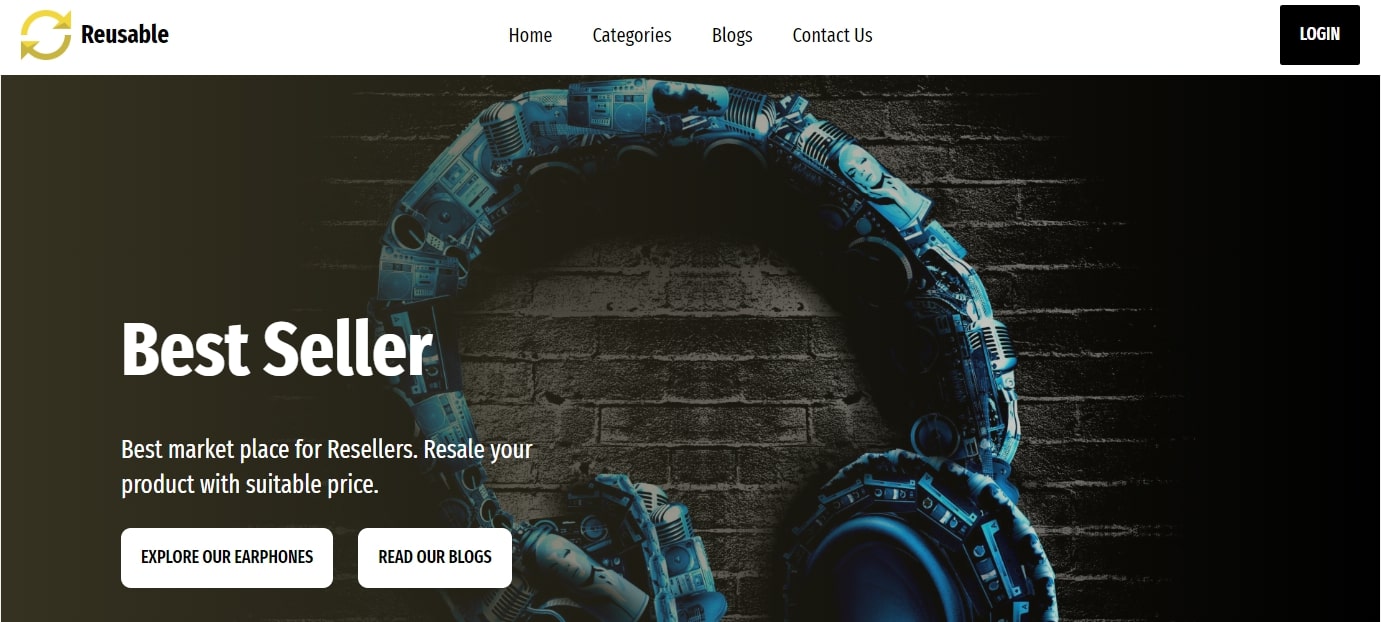 Reusable
Home
Categories
Blogs
Contact Us
LOGIN
Best Seller
Best market place for Resellers. Resale your
product with suitable price.
EXPLORE OUR EARPHONES
READ OUR BLOGS